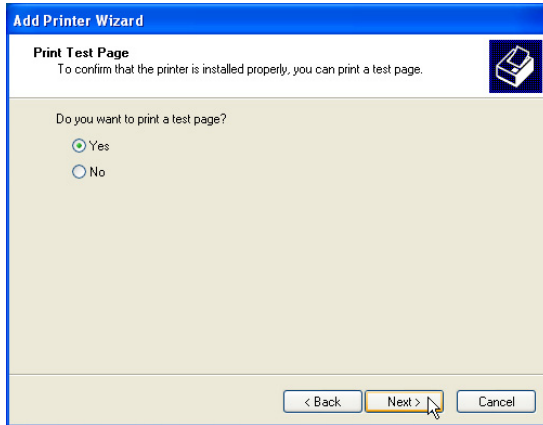 Add Printer Wizard
Print Test Page
To confirm that the printer is installed properly, you can print a test page.
Do you want to print a test page?
Yes
No
< Back Next > Cancel